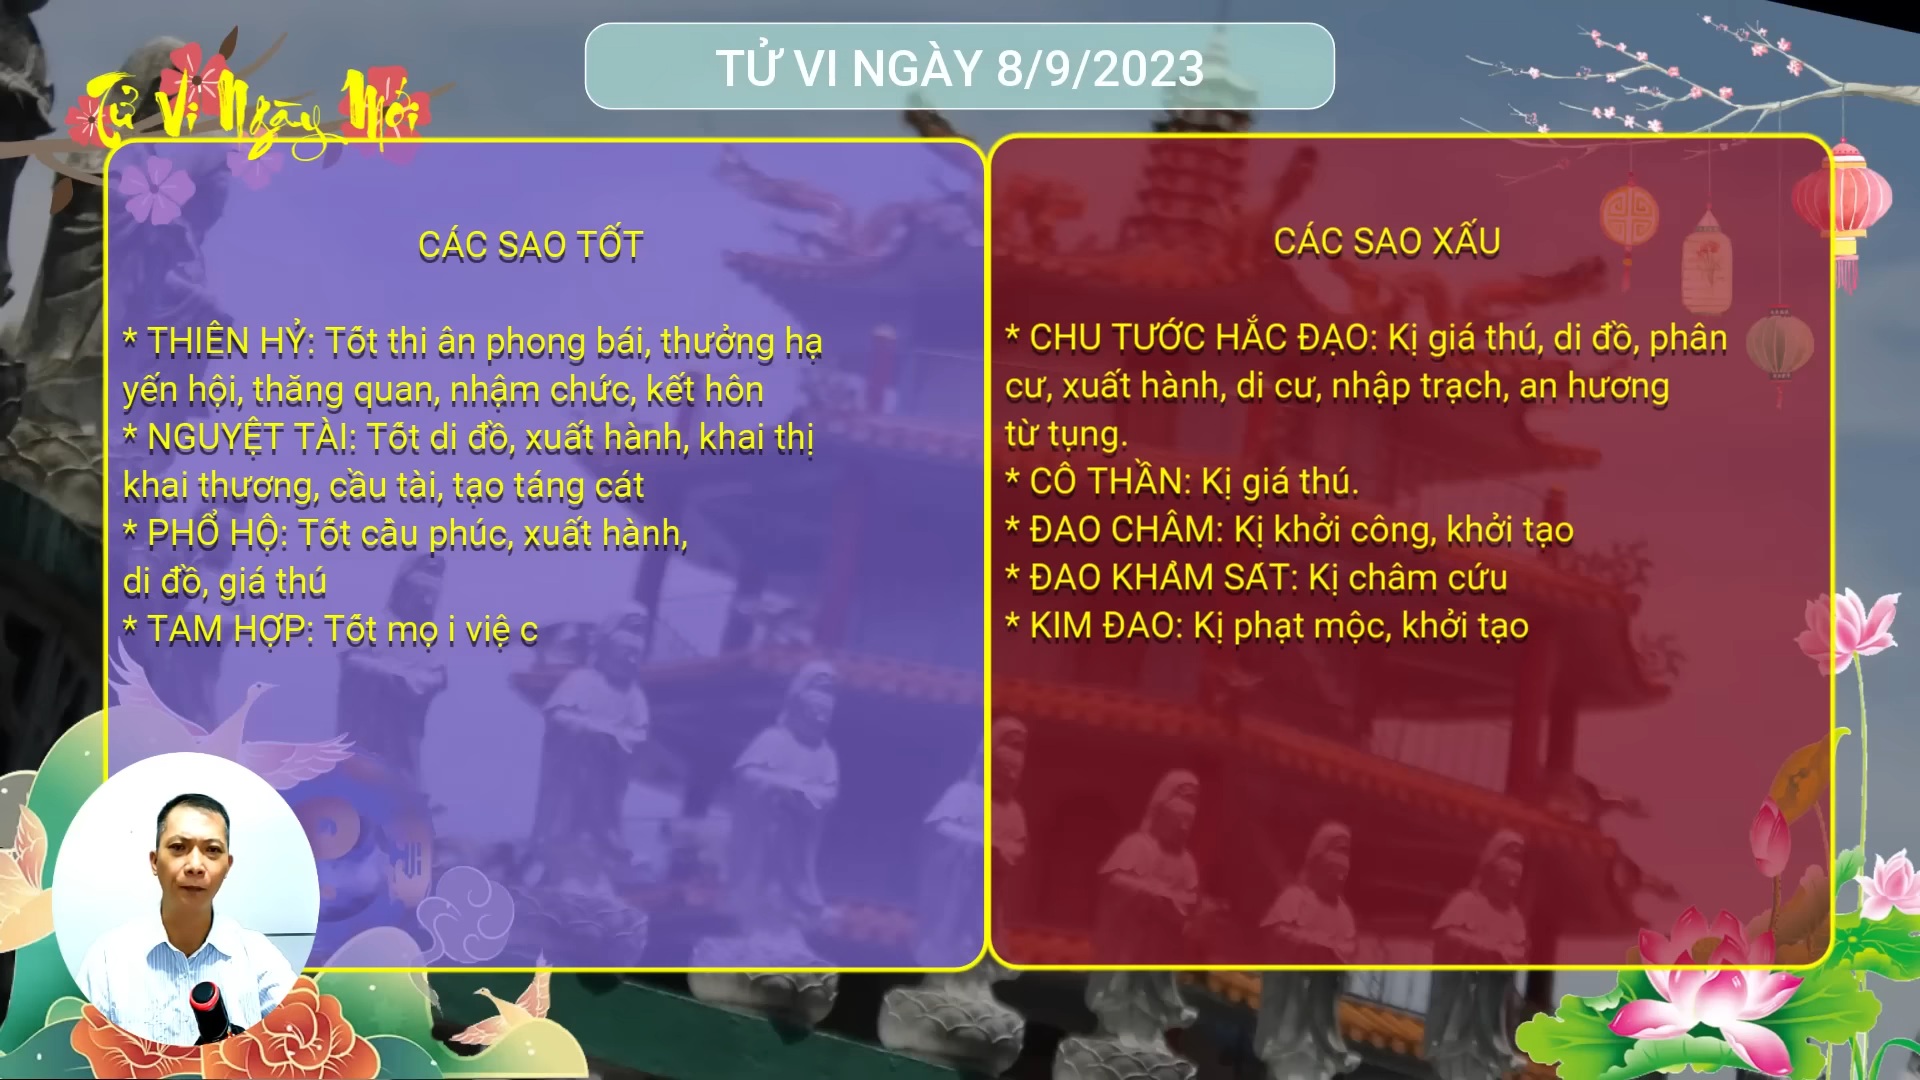 TỬ VI NGÀY 8/9/2023
Tử Vi Ngày Mới
CÁC SAO TỐT
* THIÊN HỶ: Tốt thi ân phong bái, thưởng hạ
yến hội, thăng quan, nhậm chức, kết hôn
* NGUYỆT TÀI: Tốt di đồ, xuất hành, khai thị
khai thương, cầu tài, tạo táng cát
* PHỔ HỘ: Tốt cầu phúc, xuất hành,
di đồ, giá thú
* TAM HỢP: Tốt mọ i việ c
CÁC SAO XẤU
* CHU TƯỚC HẮC ĐẠO: Kị giá thú, di đồ, phân
cư, xuất hành, di cư, nhập trạch, an hương
từ tụng.
* CÔ THẦN: Kị giá thú.
* ĐAO CHÂM: Kị khởi công, khởi tạo
* ĐAO KHẢM SÁT: Kị châm cứu
* KIM ĐAO: Kị phạt mộc, khởi tạo